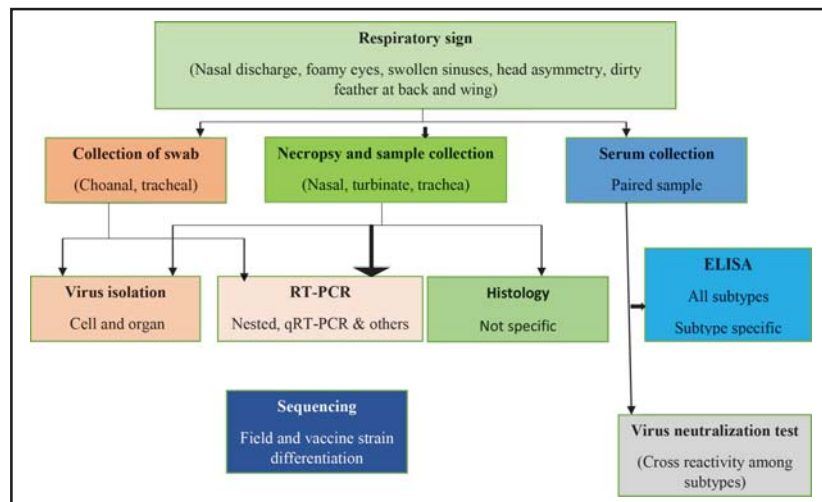 Respiratory sign
(Nasal discharge, foamy eyes, swollen sinuses, head asymmetry, dirty
feather at back and wing)
Collection of swab
(Choanal, tracheal)
Necropsy and sample collection
(Nasal, turbinate, trachea)
Serum collection
Paired sample
Virus isolation
Cell and organ
RT-PCR
Nested, qRT-PCR & others
Histology
Not specific
ELISA
All subtypes
Subtype specific
Sequencing
Field and vaccine strain
differentiation
Virus neutralization test
(Cross reactivity among
subtypes)